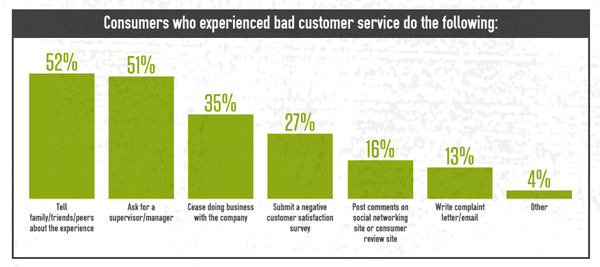 Consumers who experienced bad customer service do the following:
52%
51%
35%
27%
16%
13%
4%
Tell
family/friends/peers
about the experience
Ask for a
supervisor/manager
Cease doing business
with the company
Submit a negative
customer satisfaction
survey
Post comments on
social networking
site or consumer
review site
Write complaint
letter/email
Other